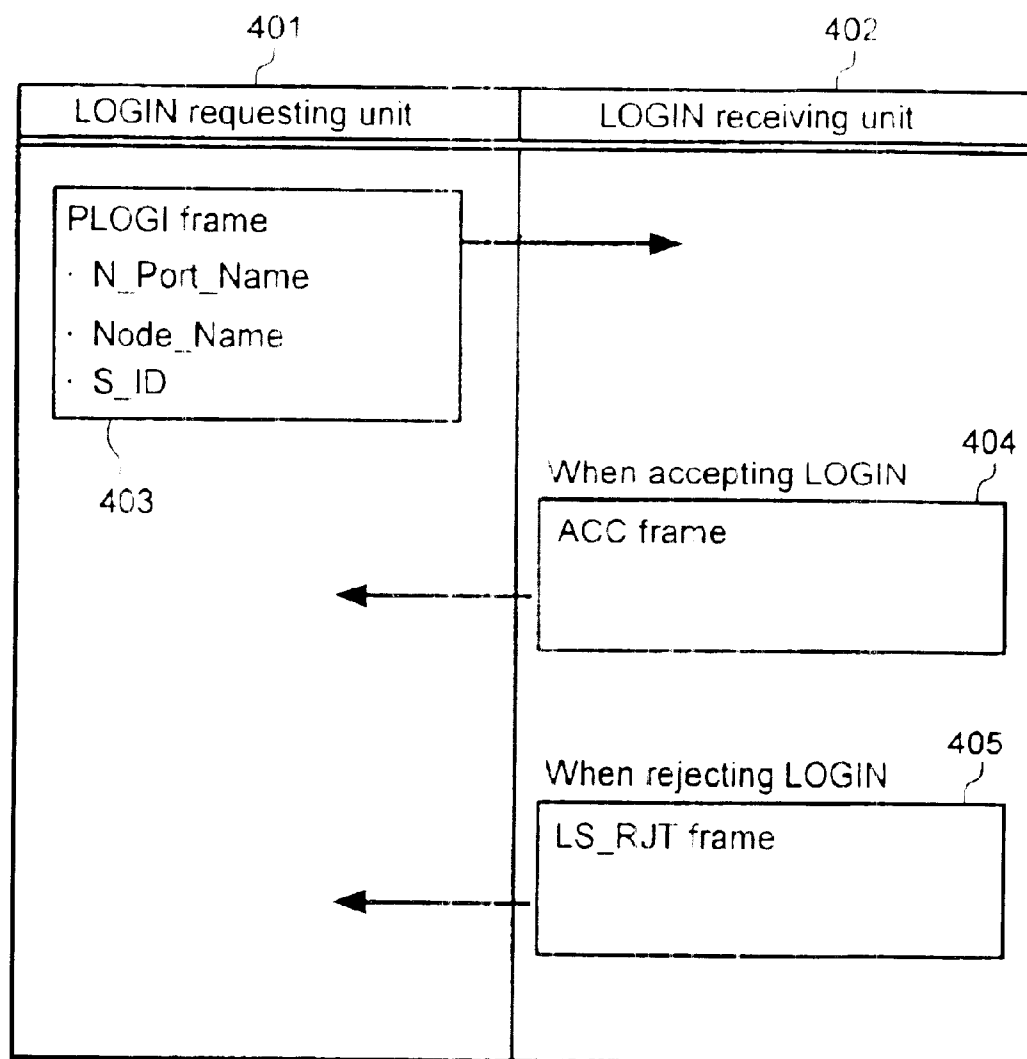 401
402
LOGIN requesting unit
LOGIN receiving unit
PLOGI frame
· N_Port_Name
· Node_Name
· S_ID
403
404
When accepting LOGIN
ACC frame
405
When rejecting LOGIN
LS_RJT frame